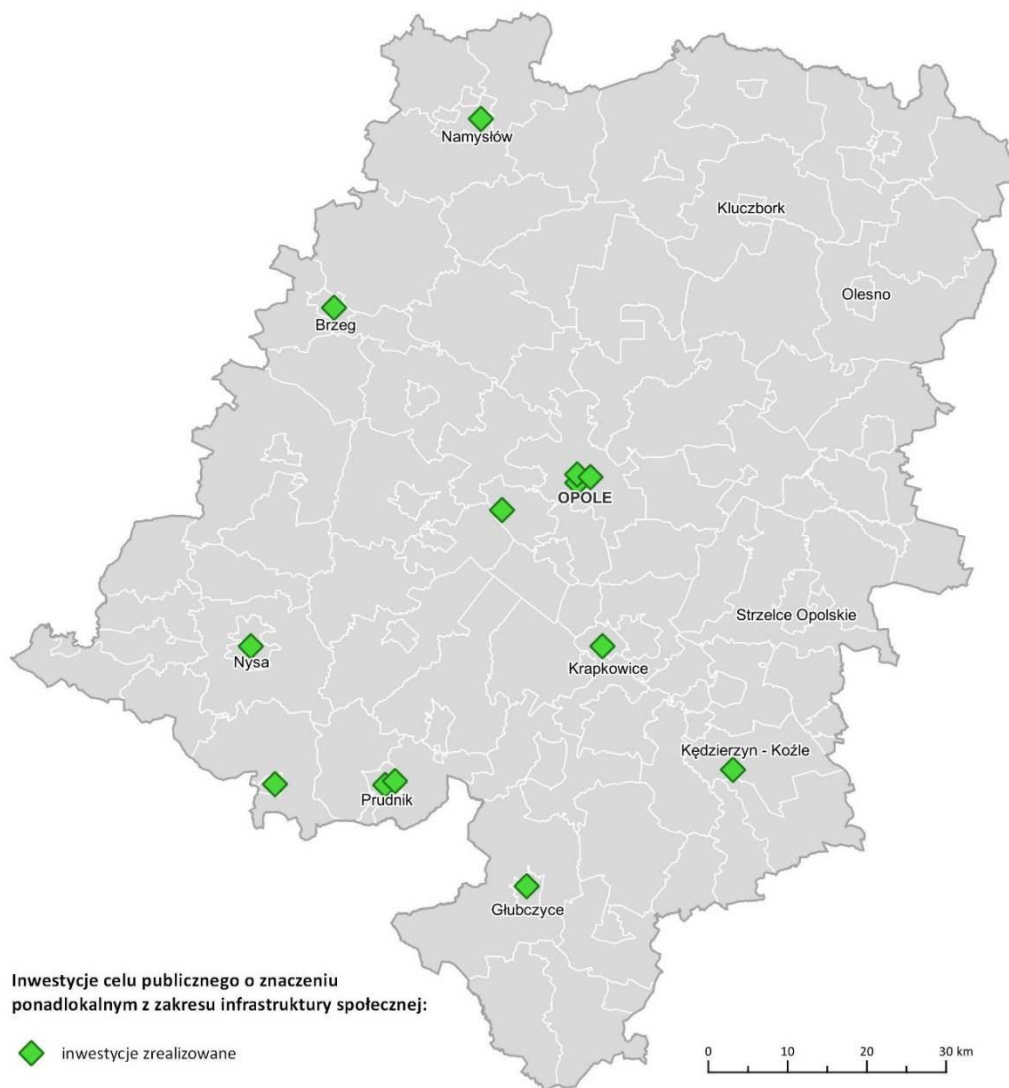 Namysłów
Kluczbork
Olesno
Brzeg
OPOLE
Strzelce Opolskie
Nysa
Krapkowice
Kędzierzyn - Koźle
Prudnik
Głubczyce
Inwestycje celu publicznego o znaczeniu
ponadlokalnym z zakresu infrastruktury społecznej:
inwestycje zrealizowane
0 10 20 30 km